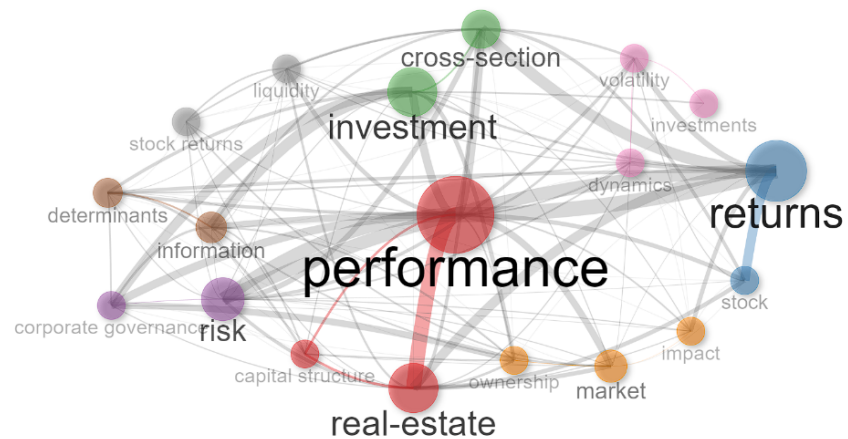 cross-section
volatility
liquidity
investments
investment
stock returns
dynamics
determinants
returns
information
performance
stock
corporate governance
risk
impact
capital structure
ownership
market
real-estate